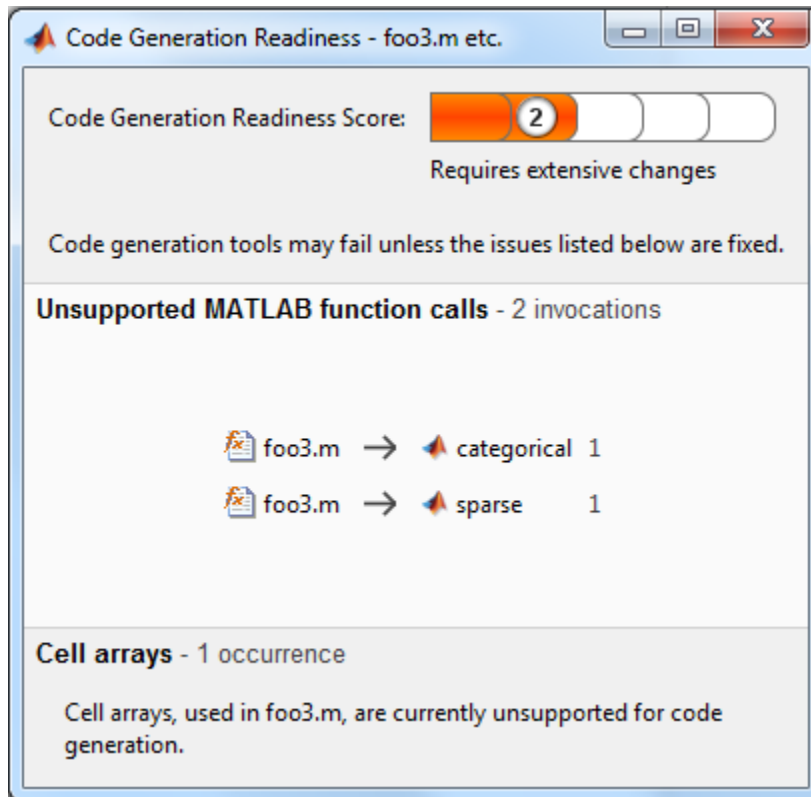 Code Generation Readiness - foo3.m etc.
Code Generation Readiness Score:
2
Requires extensive changes
Code generation tools may fail unless the issues listed below are fixed.
Unsupported MATLAB function calls - 2 invocations
foo3.m → categorical 1
foo3.m → sparse 1
Cell arrays - 1 occurrence
Cell arrays, used in foo3.m, are currently unsupported for code
generation.